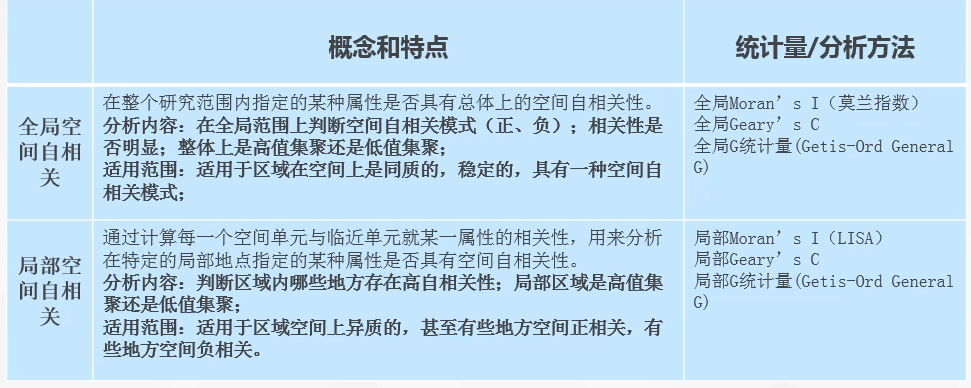 概念和特点
统计量/分析方法
全局空
间自相
关
在整个研究范围内指定的某种属性是否具有总体上的空间自相关性。
分析内容：在全局范围上判断空间自相关模式（正、负）；相关性是
否明显；整体上是高值集聚还是低值集聚；
适用范围：适用于区域在空间上是同质的，稳定的，具有一种空间自
相关模式；
全局Moran’s I（莫兰指数）
全局Geary’s C
全局G统计量(Getis-Ord General
G)
局部空
间自相
关
通过计算每一个空间单元与临近单元就某一属性的相关性，用来分析
在特定的局部地点指定的某种属性是否具有空间自相关性。
分析内容：判断区域内哪些地方存在高自相关性；局部区域是高值集
聚还是低值集聚；
适用范围：适用于区域空间上异质的，甚至有些地方空间正相关，有
些地方空间负相关。
局部Moran’s I（LISA）
局部Geary’s C
局部G统计量(Getis-Ord General
G)